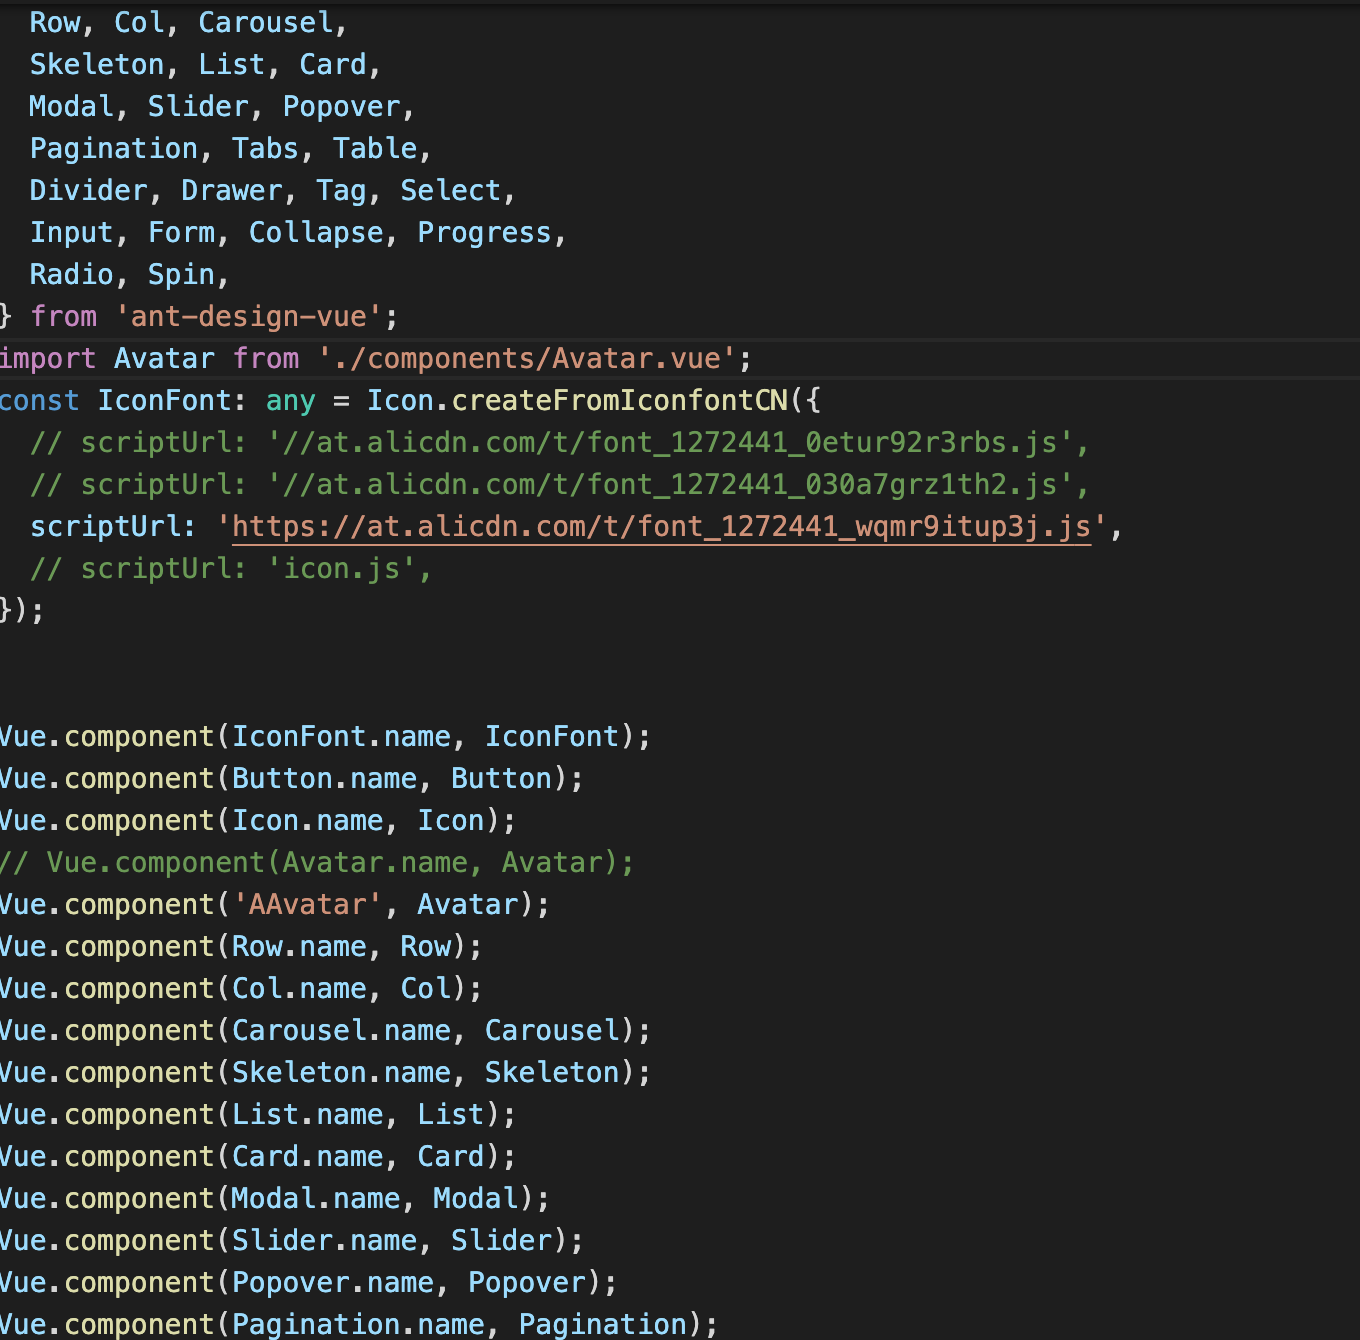 Row, Col, Carousel,
Skeleton, List, Card,
Modal, Slider, Popover,
Pagination, Tabs, Table,
Divider, Drawer, Tag, Select,
Input, Form, Collapse, Progress,
Radio, Spin,
} from 'ant-design-vue';
import Avatar from './components/Avatar.vue';
const IconFont: any = Icon.createFromIconfontCN({
// scriptUrl: '//at.alicdn.com/t/font_1272441_0etur92r3rbs.js',
// scriptUrl: '//at.alicdn.com/t/font_1272441_030a7grz1th2.js',
scriptUrl: 'https://at.alicdn.com/t/font_1272441_wqmr9itup3j.js',
// scriptUrl: 'icon.js',
});
Vue.component(IconFont.name, IconFont);
Vue.component(Button.name, Button);
Vue.component(Icon.name, Icon);
// Vue.component(Avatar.name, Avatar);
Vue.component('AAvatar', Avatar);
Vue.component(Row.name, Row);
Vue.component(Col.name, Col);
Vue.component(Carousel.name, Carousel);
Vue.component(Skeleton.name, Skeleton);
Vue.component(List.name, List);
Vue.component(Card.name, Card);
Vue.component(Modal.name, Modal);
Vue.component(Slider.name, Slider);
Vue.component(Popover.name, Popover);
Vue.component(Pagination.name, Pagination);